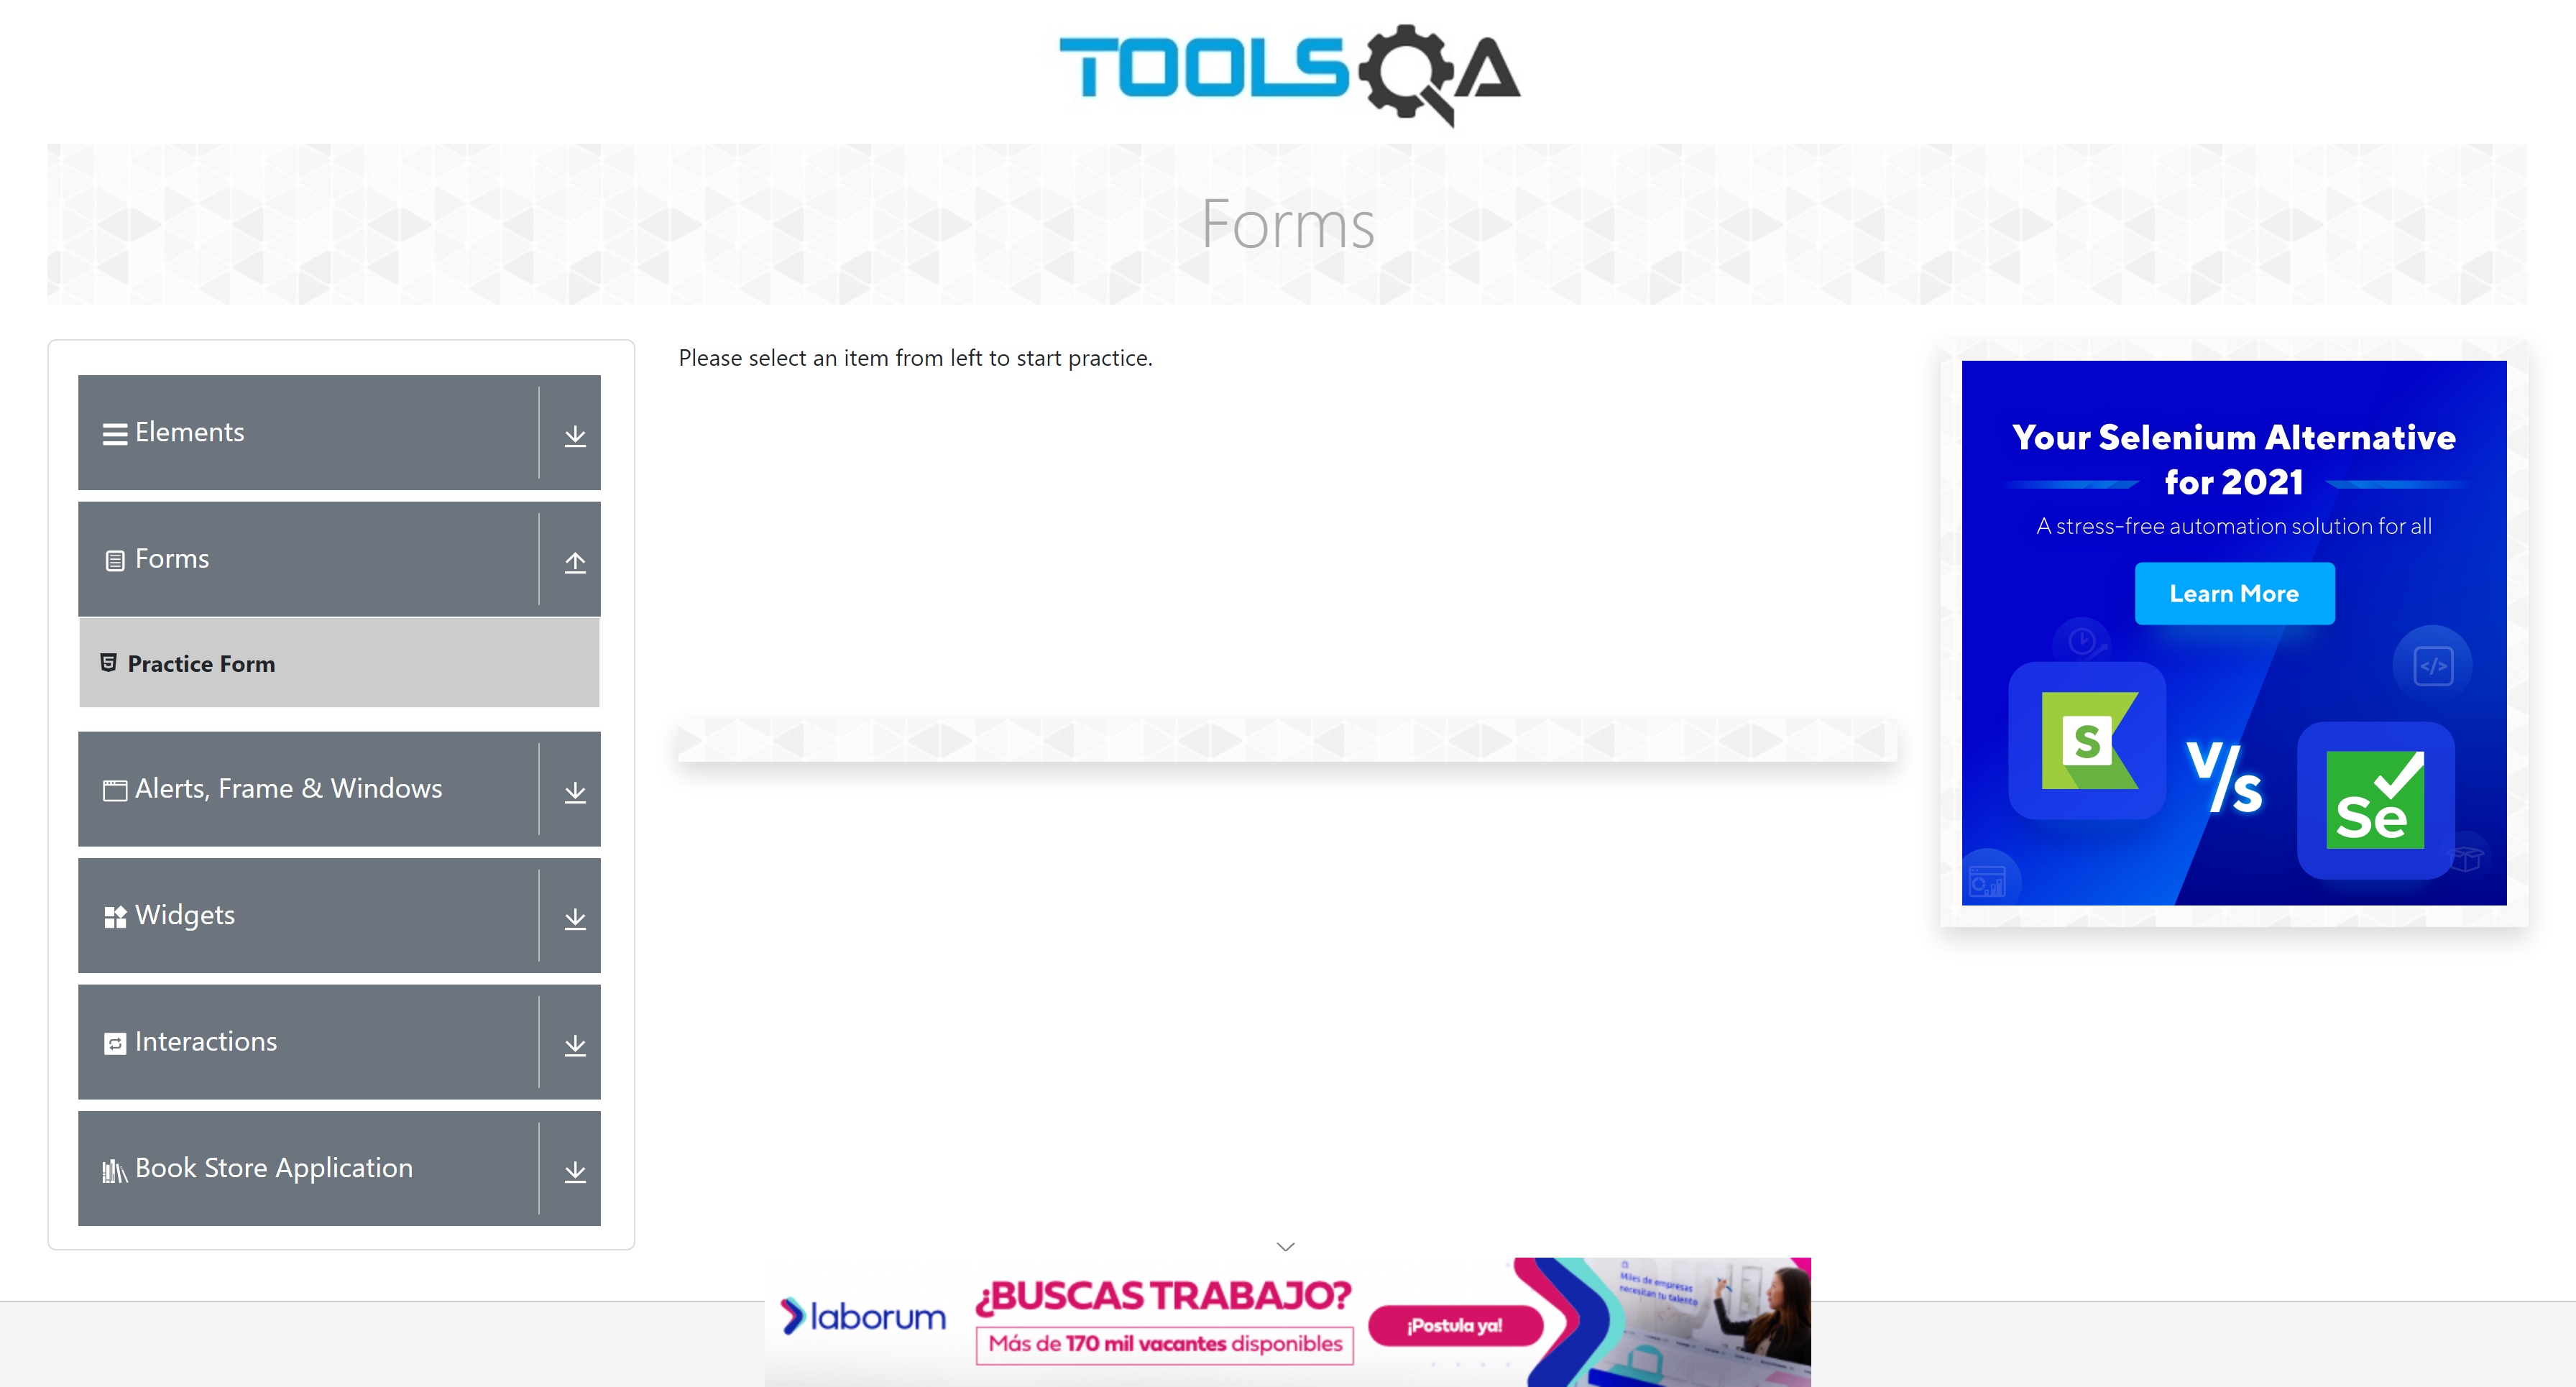 TOOLSQA
Forms
Elements
Forms
Practice Form
Alerts, Frame & Windows
Widgets
Interactions
Book Store Application
Please select an item from left to start practice.
Your Selenium Alternative
for 2021
A stress-free automation solution for all
Learn More
</>
S
V/s
Se
laborum
¿BUSCAS TRABAJO?
Más de 170 mil vacantes disponibles
¡Postula ya!
Miles de empresas
necesitan tu talento